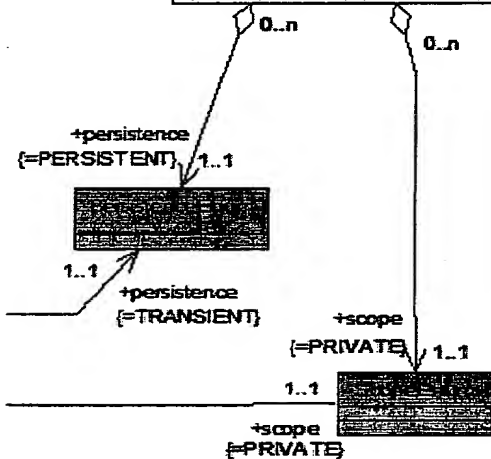 0..n
0..n
+persistence
{=PERSISTENT}
1..1
1..1
+persistence
{=TRANSIENT}
+scope
{=PRIVATE}
1..1
1..1
+scope
{=PRIVATE}